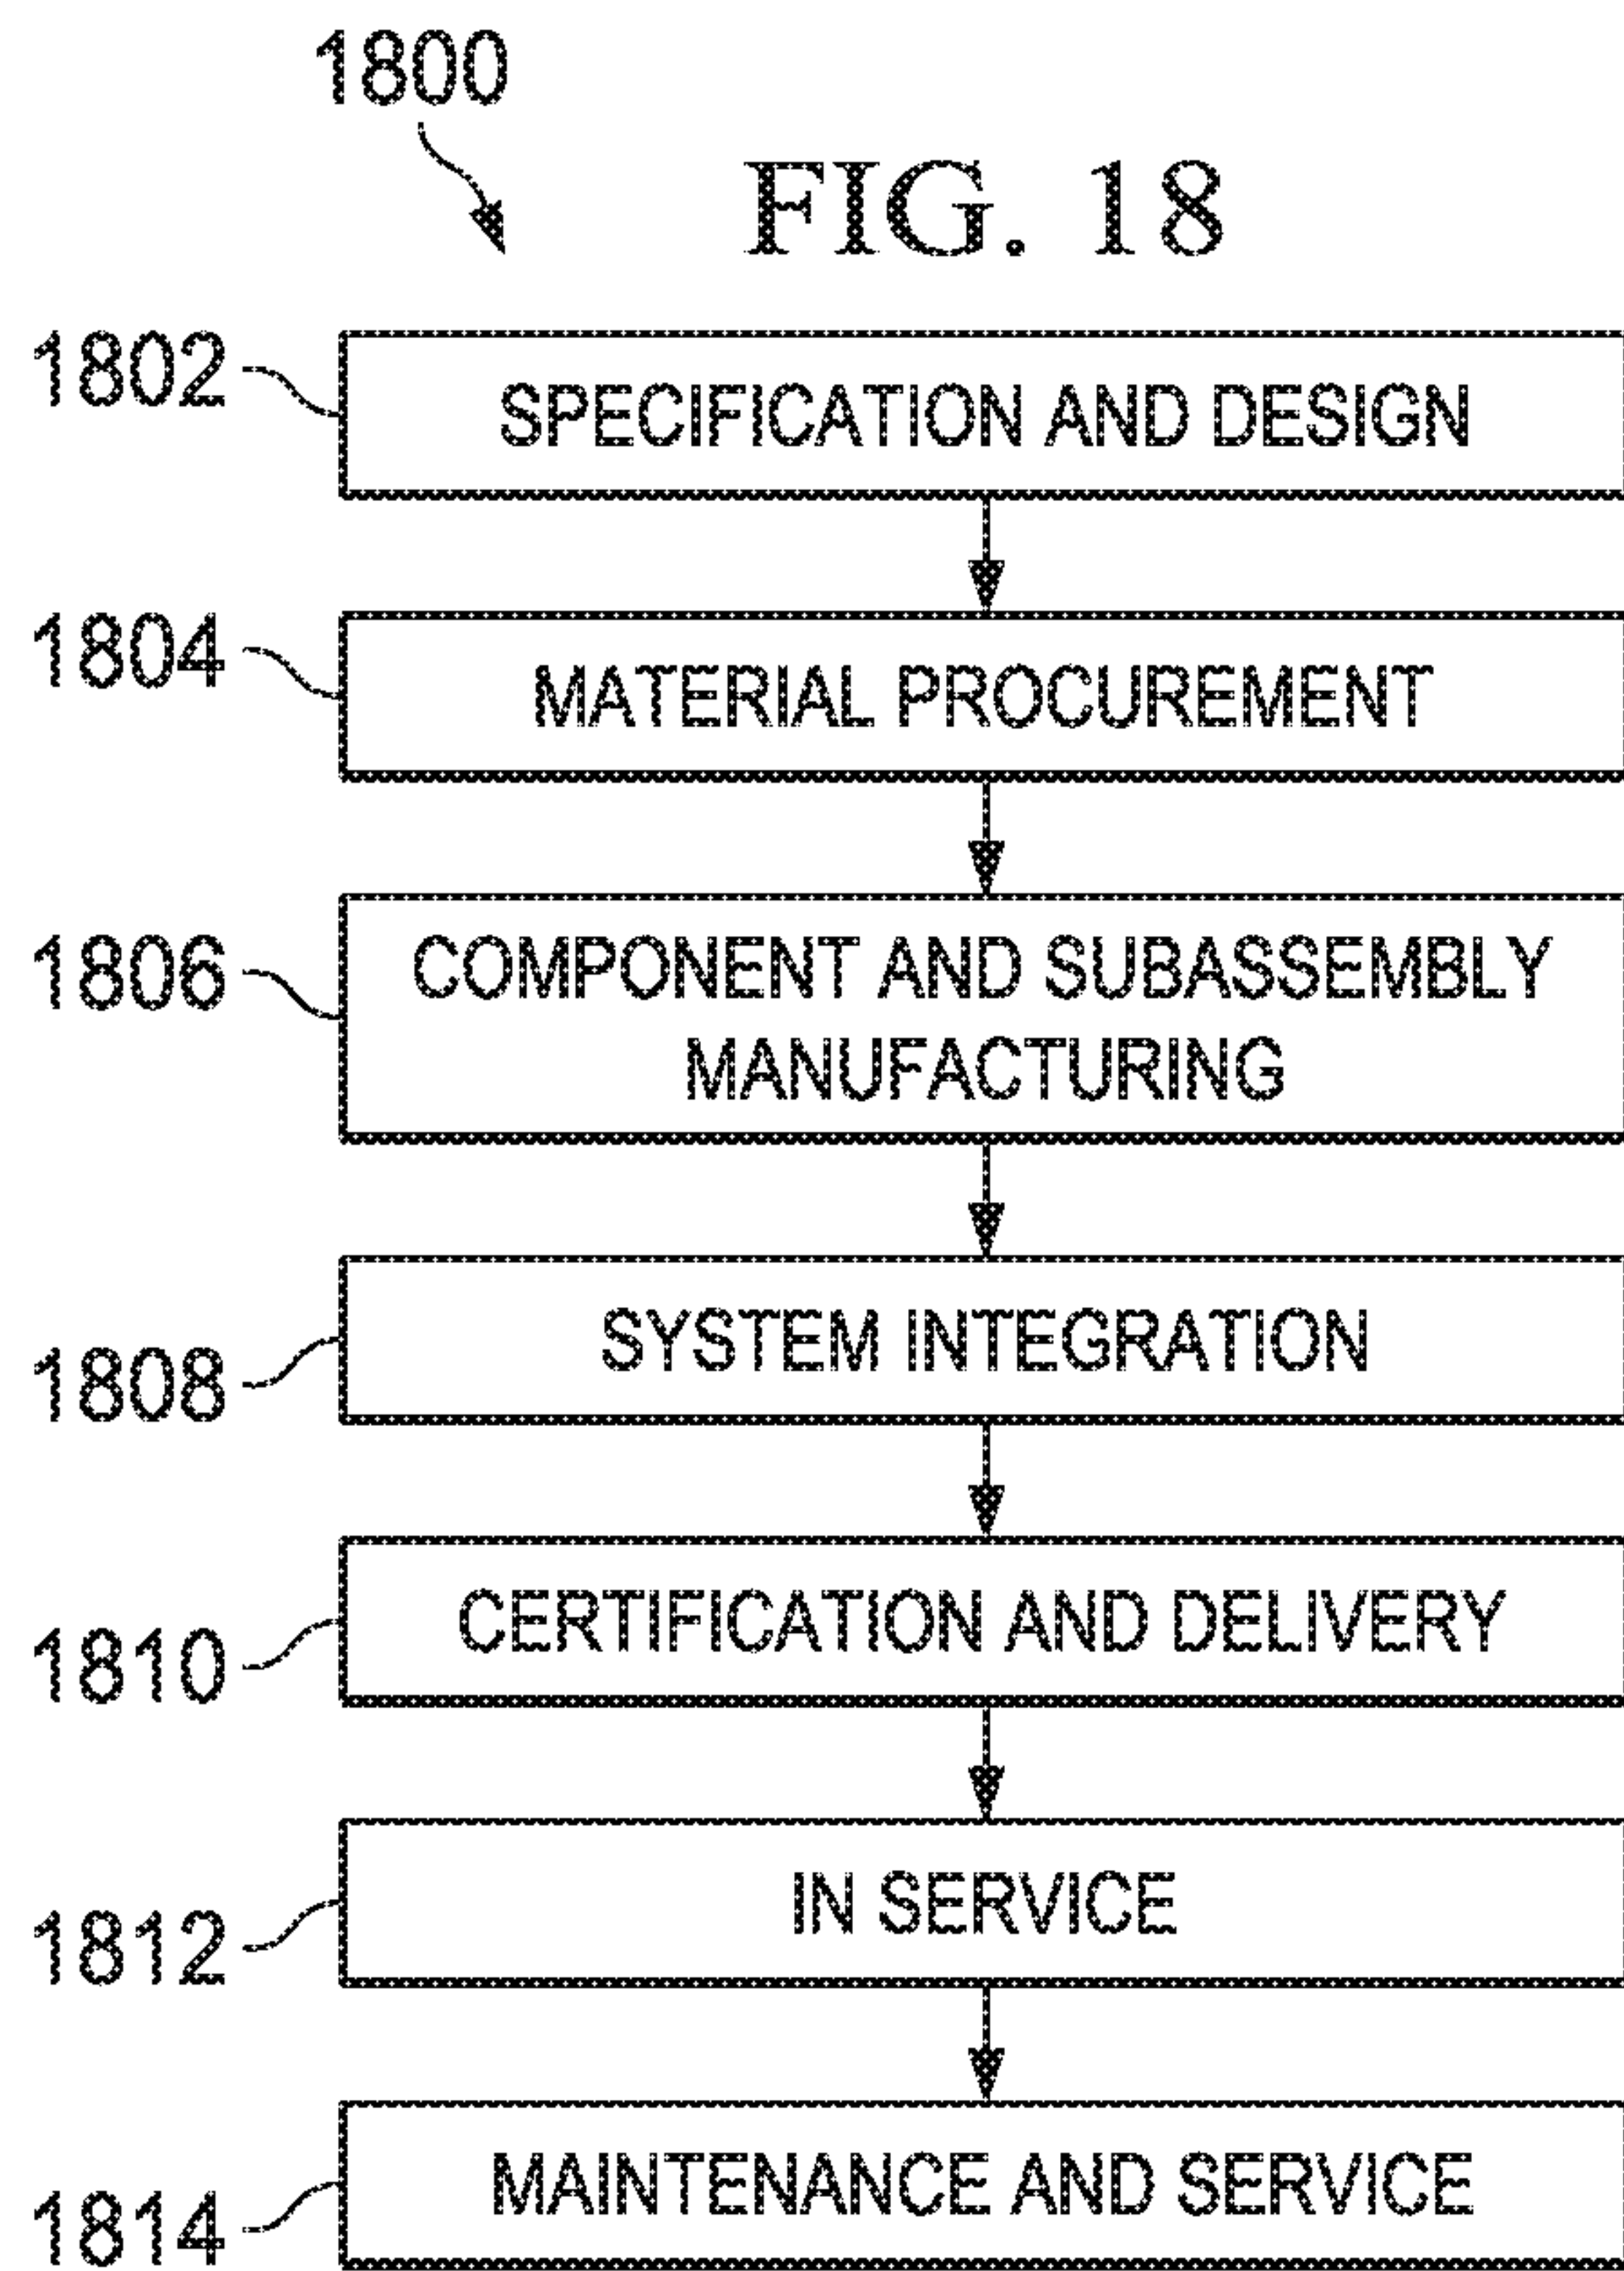 1800
FIG. 18
1802
SPECIFICATION AND DESIGN
1804
MATERIAL PROCUREMENT
1806
COMPONENT AND SUBASSEMBLY
MANUFACTURING
1808
SYSTEM INTEGRATION
1810
CERTIFICATION AND DELIVERY
1812
IN SERVICE
1814
MAINTENANCE AND SERVICE